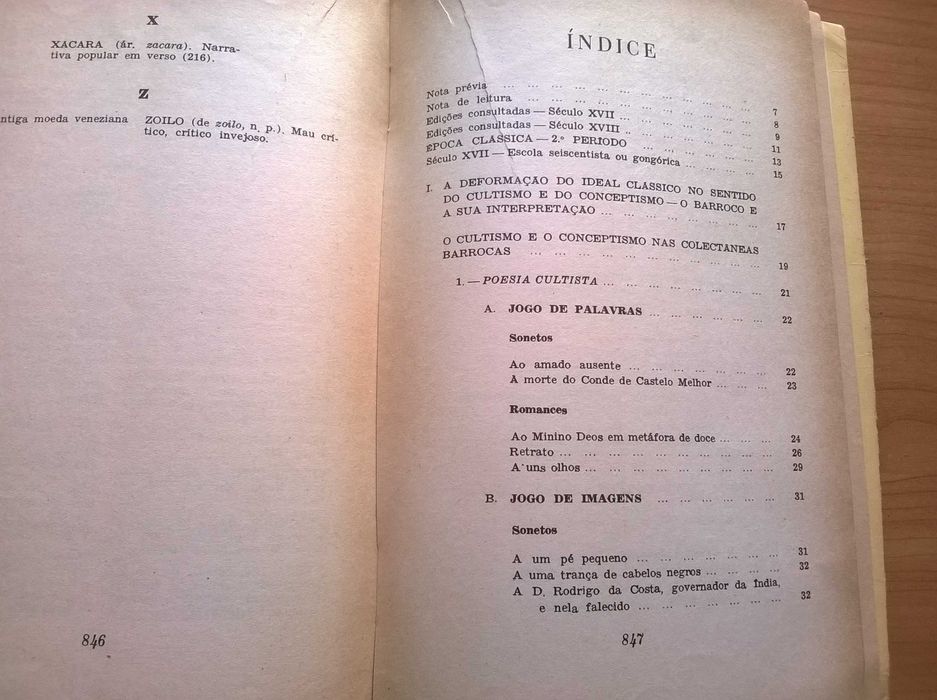 X
XACARA (ár. zacara). Narra-
tiva popular em verso (216).
Z
antiga moeda veneziana
ZOILO (de zoilo, n. p.). Mau crí-
tico, crítico invejoso.
846
ÍNDICE
Nota prévia ... 7
Nota de leitura ... 8
Edições consultadas — Século XVII ... 9
Edições consultadas — Século XVIII .. 11
ÉPOCA CLÁSSICA — 2.º PERÍODO ... 13
Século XVII — Escola seiscentista ou gongórica ... 15
I. A DEFORMAÇÃO DO IDEAL CLÁSSICO NO SENTIDO
DO CULTISMO E DO CONCEPTISMO — O BARROCO E
A SUA INTERPRETAÇÃO ... 17
O CULTISMO E O CONCEPTISMO NAS COLECTÂNEAS
BARROCAS ... 19
1. — POESIA CULTISTA ... 21
A. JOGO DE PALAVRAS ... 22
Sonetos
Ao amado ausente ... 22
À morte do Conde de Castelo Melhor ... 23
Romances
Ao Minino Deos em metáfora de doce ... 24
Retrato ... 26
A uns olhos ... 29
B. JOGO DE IMAGENS ... 31
Sonetos
A um pé pequeno ... 31
A uma trança de cabelos negros ... 32
A D. Rodrigo da Costa, governador da Índia,
e nela falecido ... 32
847